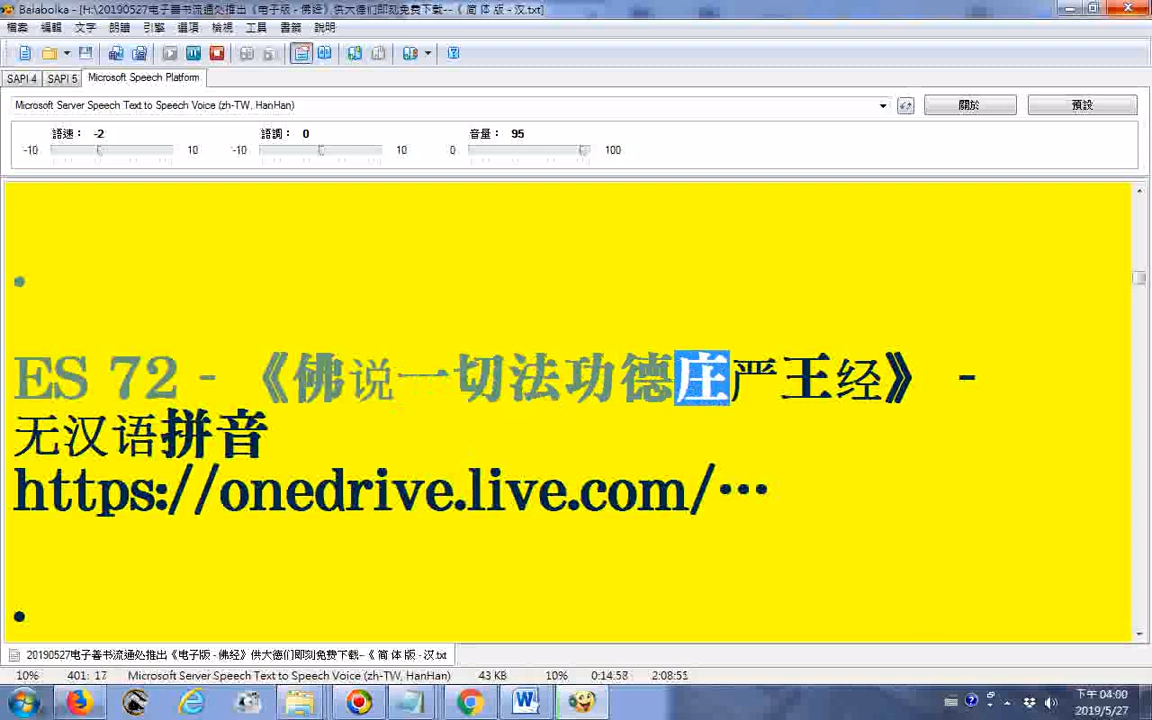 Balabolka - [H:\20190527电子善书流通处推出《电子版 - 佛经》供大德们即刻免费下载--《 简 体 版 - 汉.txt]
檔案 編輯 文字 朗讀 引擎 選項 檢視 工具 書籤 說明
SAPI 4 SAPI 5 Microsoft Speech Platform
Microsoft Server Speech Text to Speech Voice (zh-TW, HanHan) 關於 預設
語速： -2 語調： 0 音量： 95
-10 10 -10 10 0 100
•
ES 72 - 《佛说一切法功德庄严王经》 -
无汉语拼音
https://onedrive.live.com/…
•
20190527电子善书流通处推出《电子版 - 佛经》供大德们即刻免费下载--《 简 体 版 - 汉.txt
10% 401: 17 Microsoft Server Speech Text to Speech Voice (zh-TW, HanHan) 43 KB 10% 0:14:58 2:08:51
下午 04:00
2019/5/27